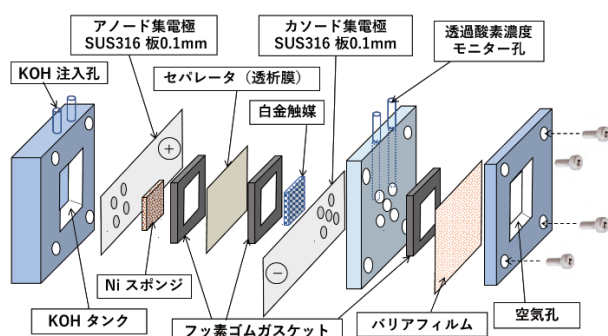 アノード集電極
SUS316 板0.1mm
カソード集電極
SUS316 板0.1mm
透過酸素濃度
モニター孔
KOH 注入孔
セパレータ（透析膜）
白金触媒
+
−
Ni スポンジ
KOH タンク
フッ素ゴムガスケット
バリアフィルム
空気孔